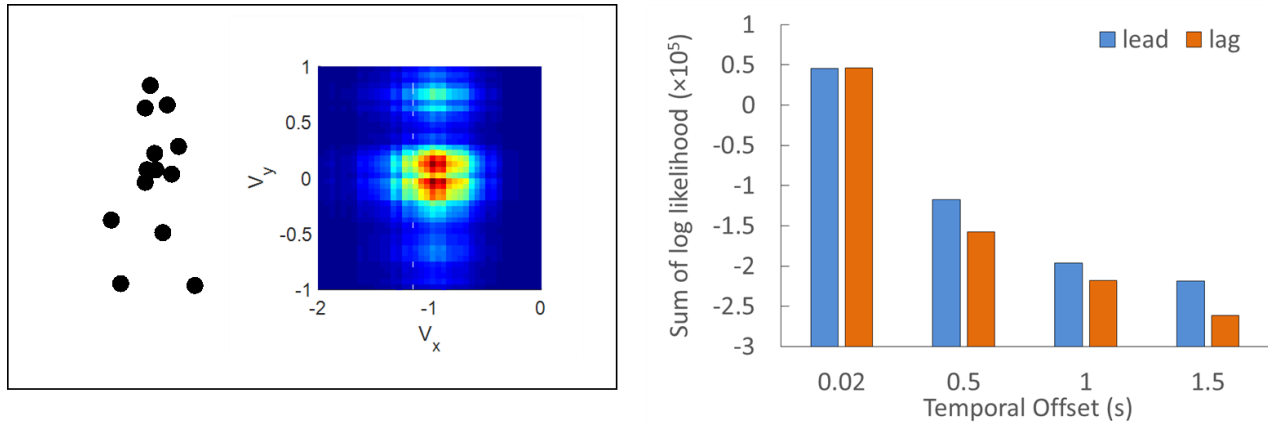 1
0.5
0
-0.5
-1
V_y
-2 -1 0
V_x
lead lag
Sum of log likelihood (×10⁵)
1
0.5
0
-0.5
-1
-1.5
-2
-2.5
-3
0.02 0.5 1 1.5
Temporal Offset (s)